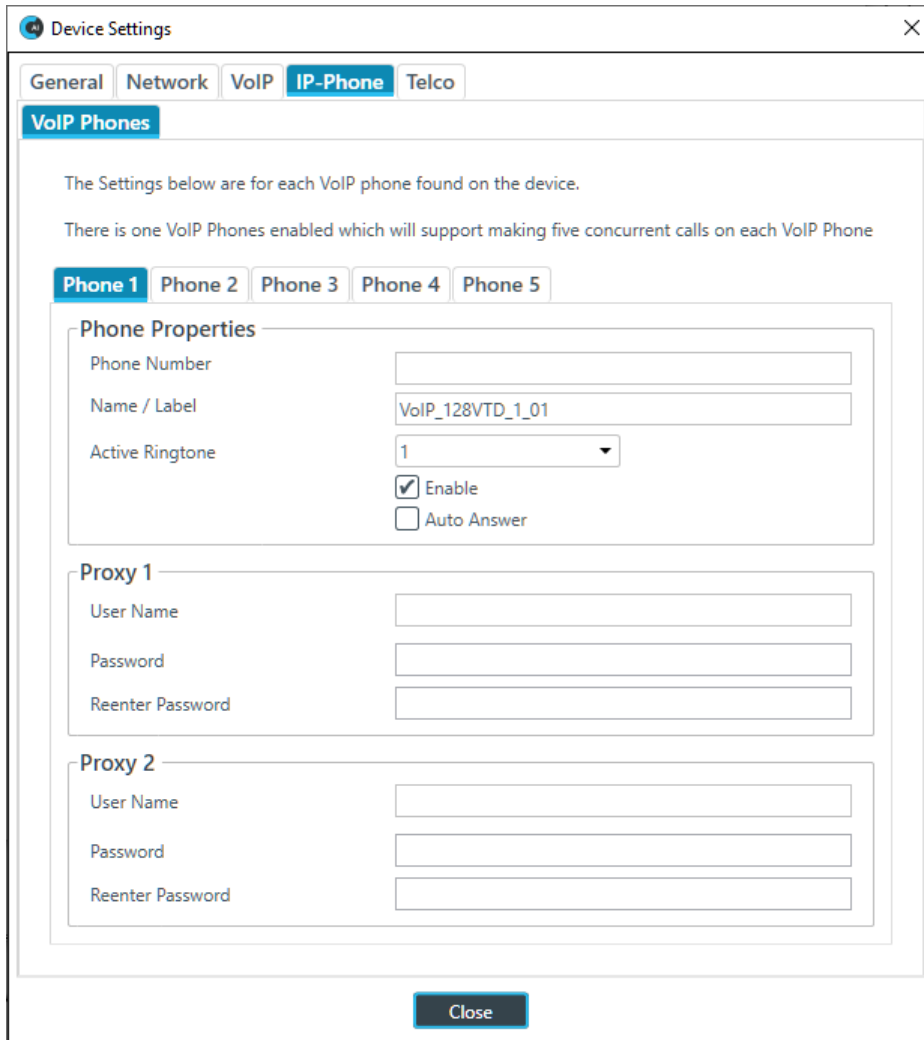 Device Settings
General Network VoIP IP-Phone Telco
VoIP Phones
The Settings below are for each VoIP phone found on the device.
There is one VoIP Phones enabled which will support making five concurrent calls on each VoIP Phone
Phone 1 Phone 2 Phone 3 Phone 4 Phone 5
Phone Properties
Phone Number
Name / Label VoIP_128VTD_1_01
Active Ringtone 1
Enable
Auto Answer
Proxy 1
User Name
Password
Reenter Password
Proxy 2
User Name
Password
Reenter Password
Close